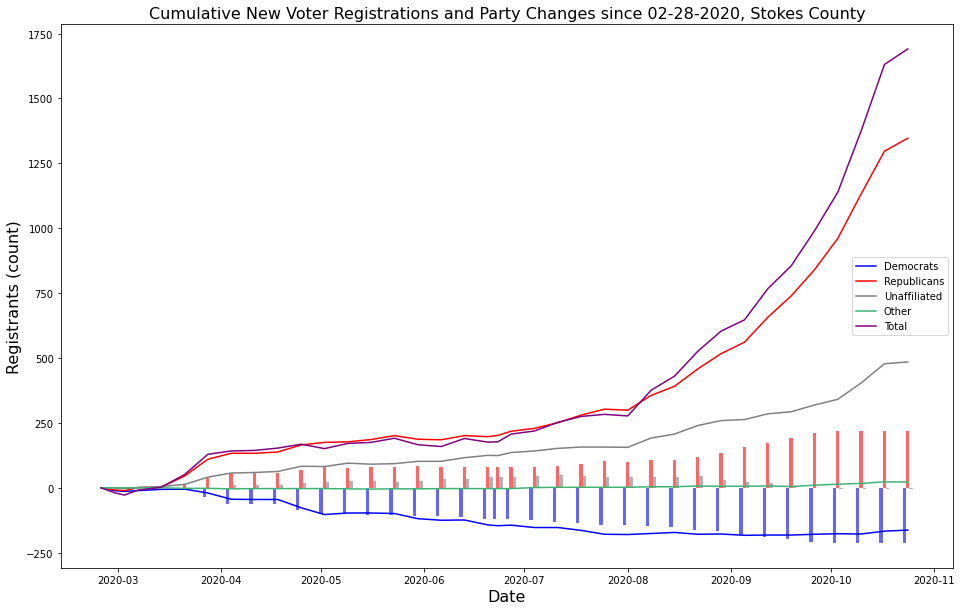 Cumulative New Voter Registrations and Party Changes since 02-28-2020, Stokes County
1750
1500
1250
1000
750
500
250
0
−250
Registrants (count)
Democrats
Republicans
Unaffiliated
Other
Total
2020-03 2020-04 2020-05 2020-06 2020-07 2020-08 2020-09 2020-10 2020-11
Date